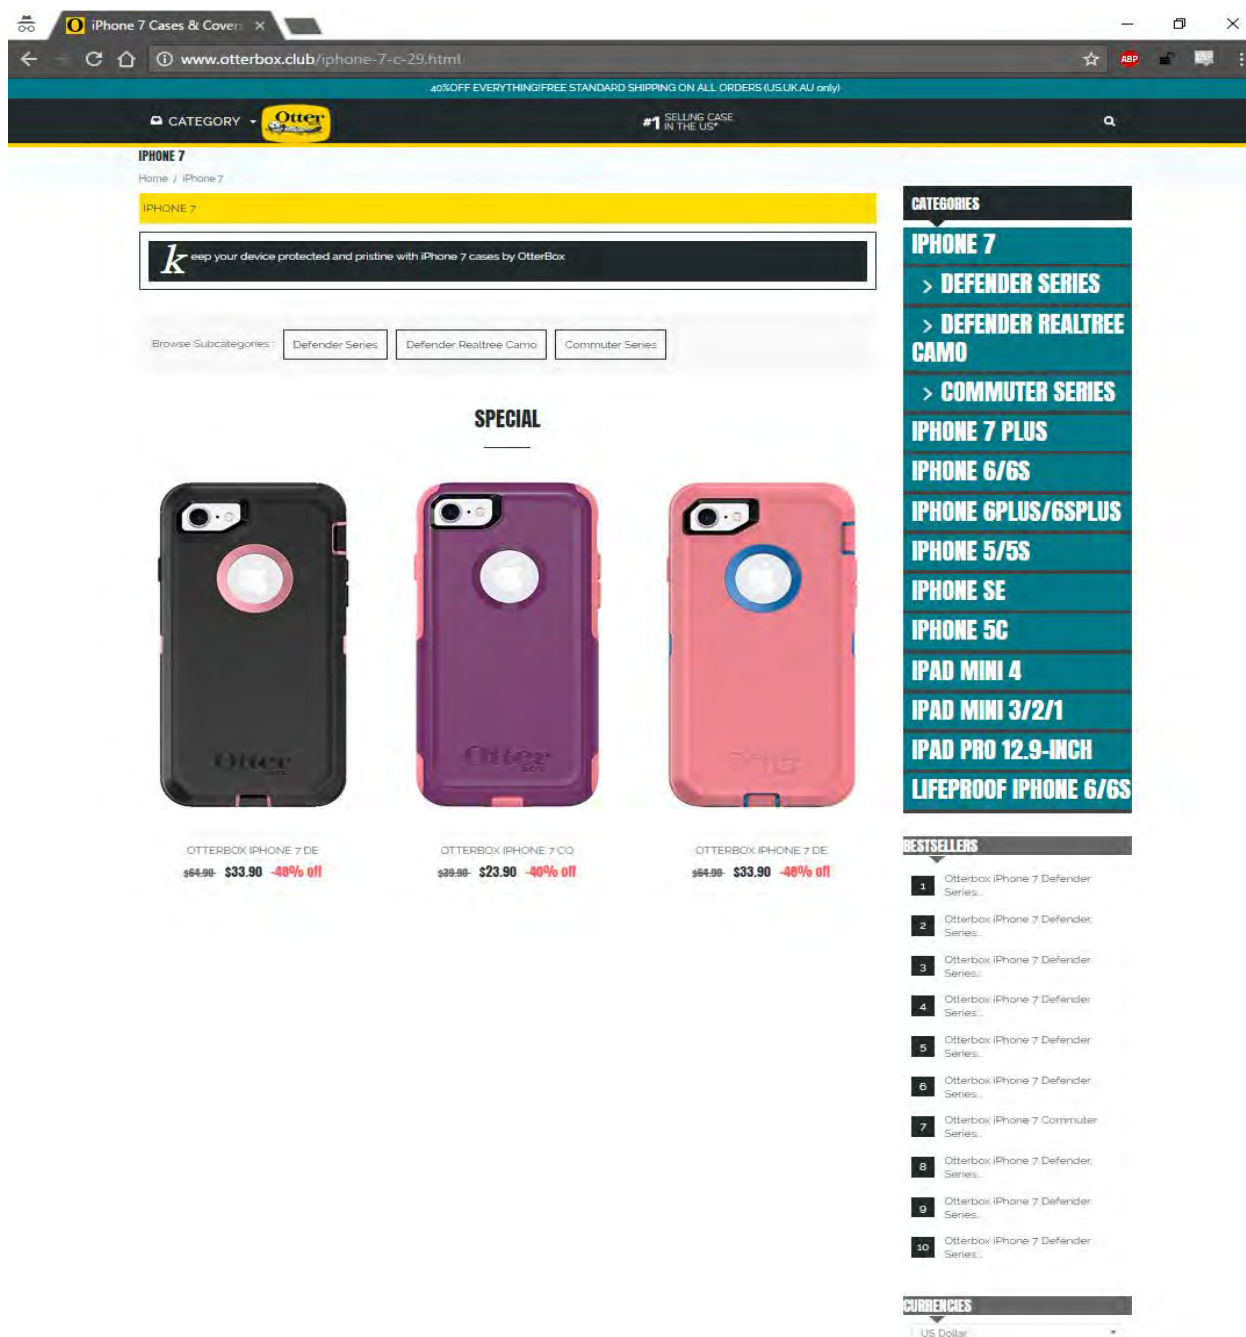 iPhone 7 Cases & Covers
www.otterbox.club/iphone-7-c-29.html
ABP
40%OFF EVERYTHING!FREE STANDARD SHIPPING ON ALL ORDERS (US,UK,AU only)
CATEGORY
Otter
#1 SELLING CASE
IN THE US*
IPHONE 7
Home / iPhone 7
IPHONE 7
keep your device protected and pristine with iPhone 7 cases by OtterBox
Browse Subcategories :
Defender Series
Defender Realtree Camo
Commuter Series
SPECIAL
Otter
Otter
Otter
OTTERBOX IPHONE 7 DE
$64.90 $33.90 -48% off
OTTERBOX IPHONE 7 CO
$39.90 $23.90 -40% off
OTTERBOX IPHONE 7 DE
$64.90 $33.90 -48% off
CATEGORIES
IPHONE 7
> DEFENDER SERIES
> DEFENDER REALTREE
CAMO
> COMMUTER SERIES
IPHONE 7 PLUS
IPHONE 6/6S
IPHONE 6PLUS/6SPLUS
IPHONE 5/5S
IPHONE SE
IPHONE 5C
IPAD MINI 4
IPAD MINI 3/2/1
IPAD PRO 12.9-INCH
LIFEPROOF IPHONE 6/6S
BESTSELLERS
1 Otterbox iPhone 7 Defender
Series...
2 Otterbox iPhone 7 Defender
Series...
3 Otterbox iPhone 7 Defender
Series...
4 Otterbox iPhone 7 Defender
Series...
5 Otterbox iPhone 7 Defender
Series...
6 Otterbox iPhone 7 Defender
Series...
7 Otterbox iPhone 7 Commuter
Series...
8 Otterbox iPhone 7 Defender
Series...
9 Otterbox iPhone 7 Defender
Series...
10 Otterbox iPhone 7 Defender
Series...
CURRENCIES
US Dollar